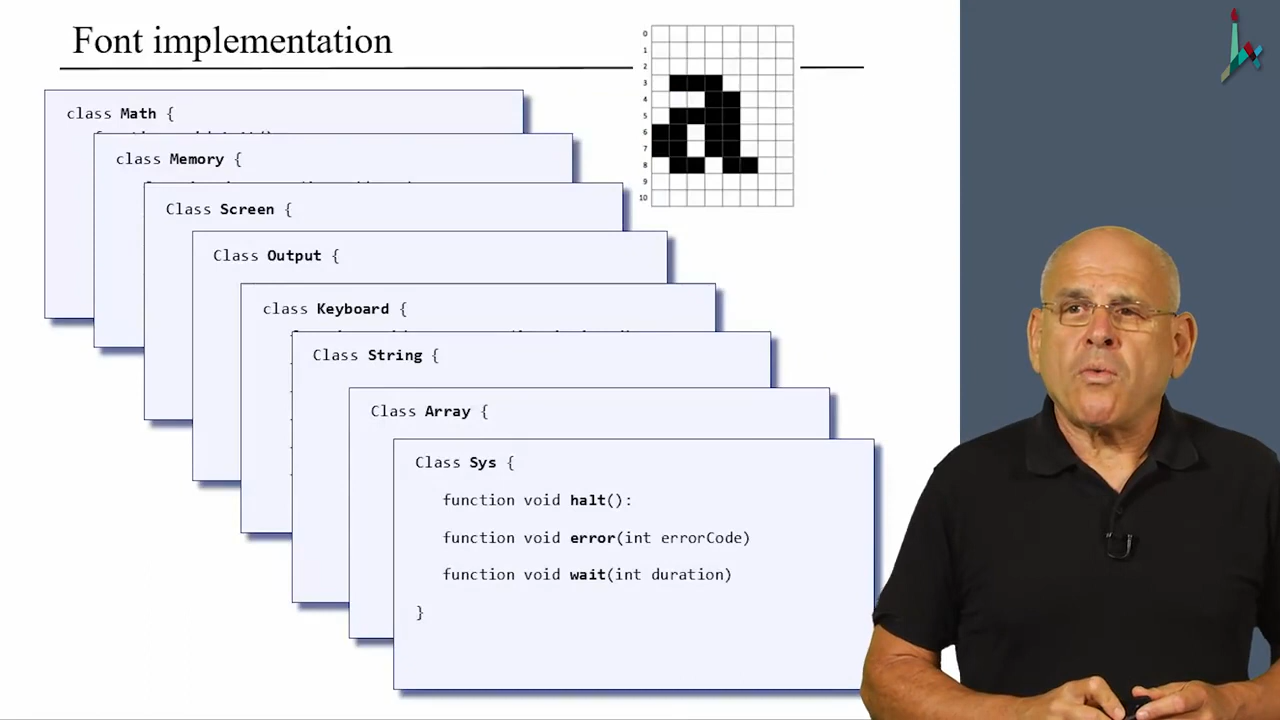 Font implementation
0
1
2
3
4
5
6
7
8
9
10
class Math {
class Memory {
Class Screen {
Class Output {
class Keyboard {
Class String {
Class Array {
Class Sys {
function void halt():
function void error(int errorCode)
function void wait(int duration)
}